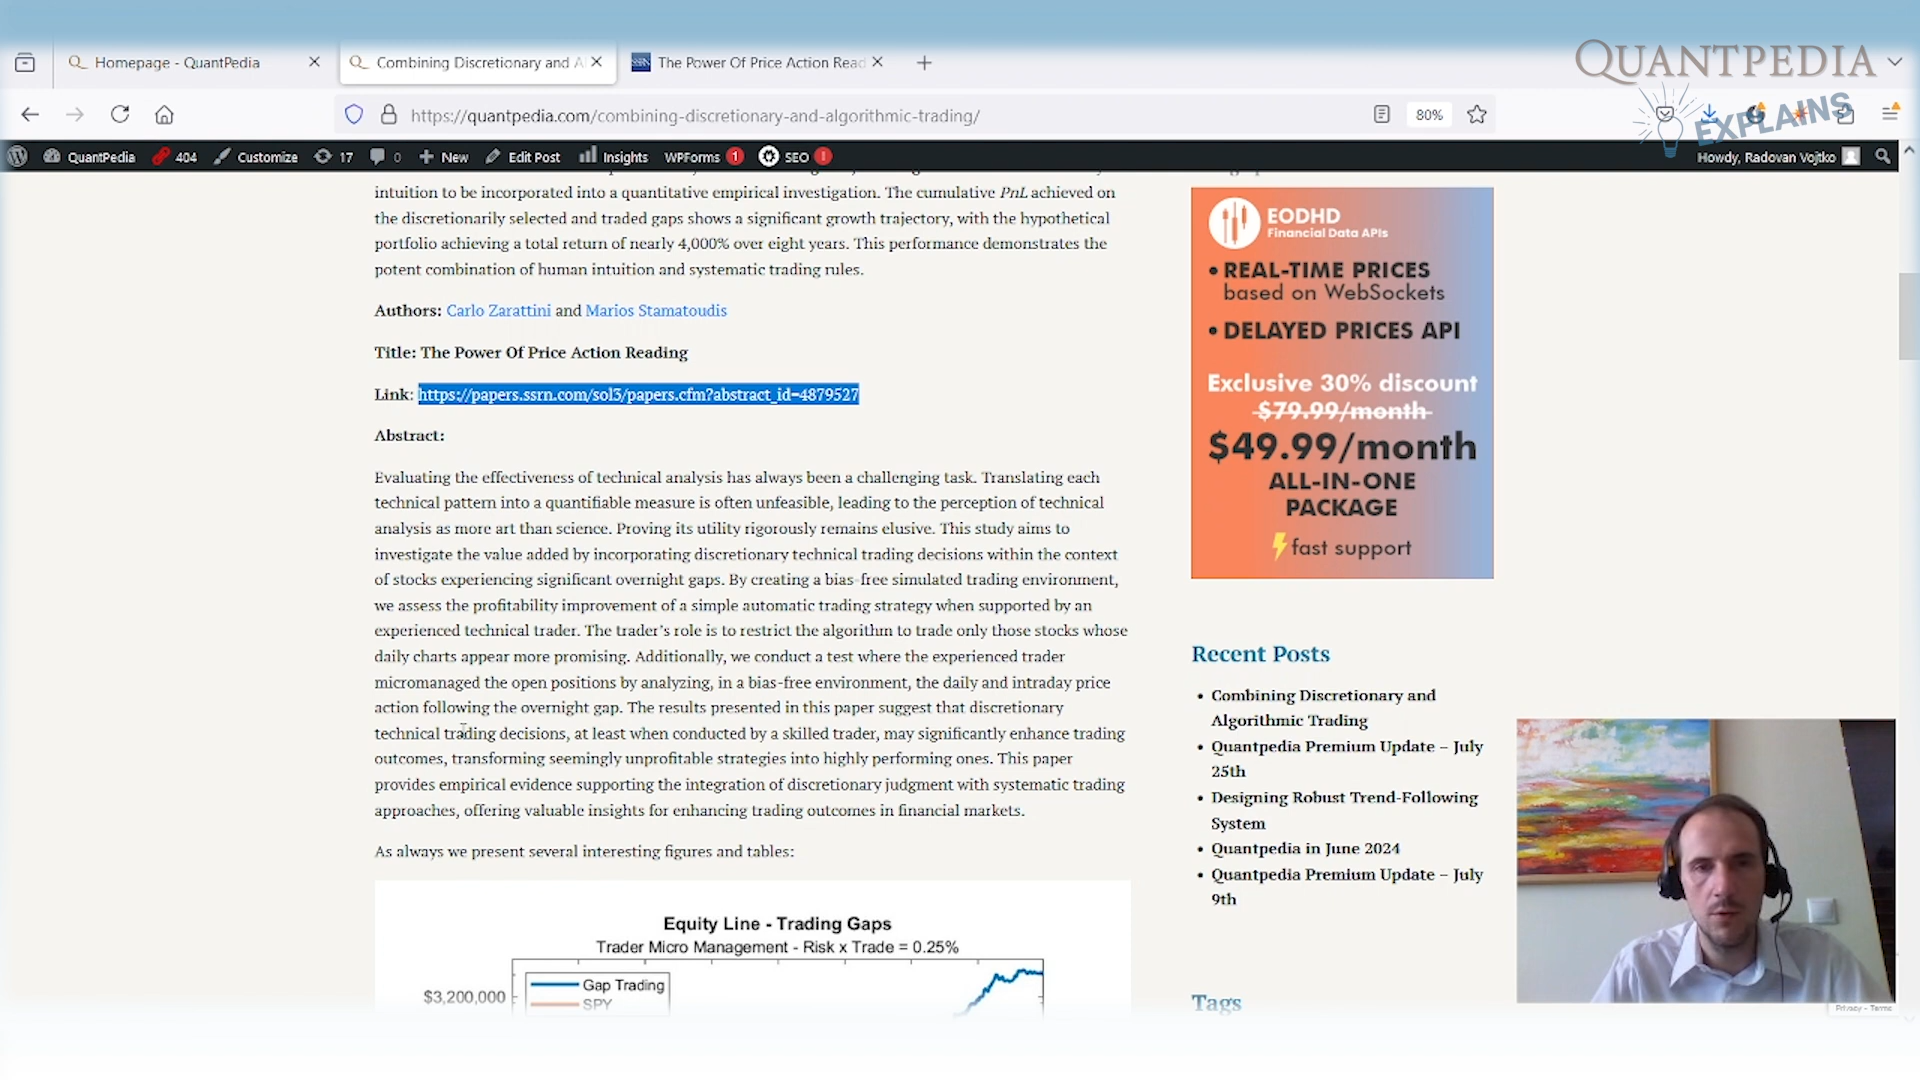 Homepage - QuantPedia
Combining Discretionary and Al
SSRN
The Power Of Price Action Read
QUANTPEDIA
EXPLAINS
https://quantpedia.com/combining-discretionary-and-algorithmic-trading/
80%
QuantPedia
404
Customize
17
0
New
Edit Post
Insights
WPForms
1
SEO
!
Howdy, Radovan Vojtko
intuition to be incorporated into a quantitative empirical investigation. The cumulative PnL achieved on
the discretionarily selected and traded gaps shows a significant growth trajectory, with the hypothetical
portfolio achieving a total return of nearly 4,000% over eight years. This performance demonstrates the
potent combination of human intuition and systematic trading rules.
Authors: Carlo Zarattini and Marios Stamatoudis
Title: The Power Of Price Action Reading
Link: https://papers.ssrn.com/sol3/papers.cfm?abstract_id=4879527
Abstract:
Evaluating the effectiveness of technical analysis has always been a challenging task. Translating each
technical pattern into a quantifiable measure is often unfeasible, leading to the perception of technical
analysis as more art than science. Proving its utility rigorously remains elusive. This study aims to
investigate the value added by incorporating discretionary technical trading decisions within the context
of stocks experiencing significant overnight gaps. By creating a bias-free simulated trading environment,
we assess the profitability improvement of a simple automatic trading strategy when supported by an
experienced technical trader. The trader's role is to restrict the algorithm to trade only those stocks whose
daily charts appear more promising. Additionally, we conduct a test where the experienced trader
micromanaged the open positions by analyzing, in a bias-free environment, the daily and intraday price
action following the overnight gap. The results presented in this paper suggest that discretionary
technical trading decisions, at least when conducted by a skilled trader, may significantly enhance trading
outcomes, transforming seemingly unprofitable strategies into highly performing ones. This paper
provides empirical evidence supporting the integration of discretionary judgment with systematic trading
approaches, offering valuable insights for enhancing trading outcomes in financial markets.
As always we present several interesting figures and tables:
Equity Line - Trading Gaps
Trader Micro Management - Risk x Trade = 0.25%
Gap Trading
SPY
$3,200,000
EODHD
Financial Data APIs
• REAL-TIME PRICES
based on WebSockets
• DELAYED PRICES API
Exclusive 30% discount
$79.99/month
$49.99/month
ALL-IN-ONE
PACKAGE
fast support
Recent Posts
• Combining Discretionary and
Algorithmic Trading
• Quantpedia Premium Update – July
25th
• Designing Robust Trend-Following
System
• Quantpedia in June 2024
• Quantpedia Premium Update – July
9th
Tags
Privacy - Terms